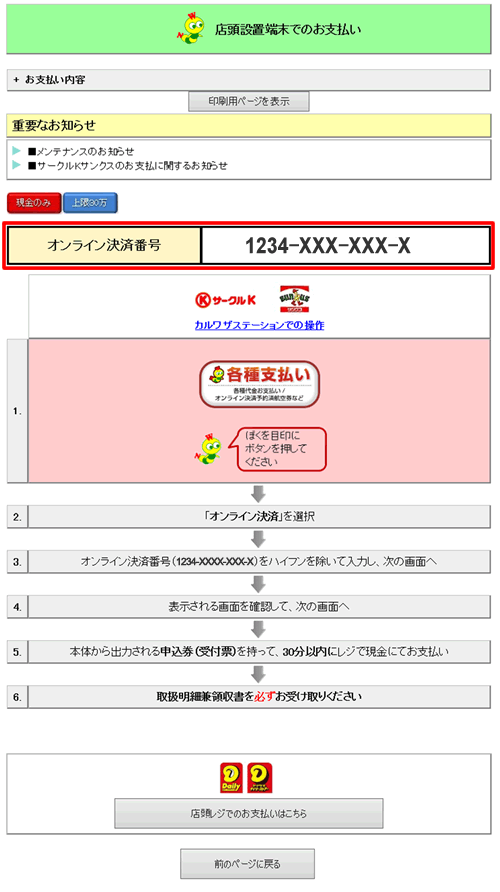 店頭設置端末でのお支払い
+ お支払い内容
印刷用ページを表示
重要なお知らせ
■メンテナンスのお知らせ
■サークルKサンクスのお支払に関するお知らせ
現金のみ 上限30万
オンライン決済番号 1234-XXX-XXX-X
K サークルK sunkus サンクス
カルワザステーションでの操作
1.
各種支払い
各種代金お支払い/
オンライン決済予約済航空券など
ぼくを目印に
ボタンを押して
ください
2. 「オンライン決済」を選択
3. オンライン決済番号(1234-XXXX-XXX-X)をハイフンを除いて入力し、次の画面へ
4. 表示される画面を確認して、次の画面へ
5. 本体から出力される申込券(受付票)を持って、30分以内にレジで現金にてお支払い
6. 取扱明細兼領収書を必ずお受け取りください
Daily
店頭レジでのお支払いはこちら
前のページに戻る